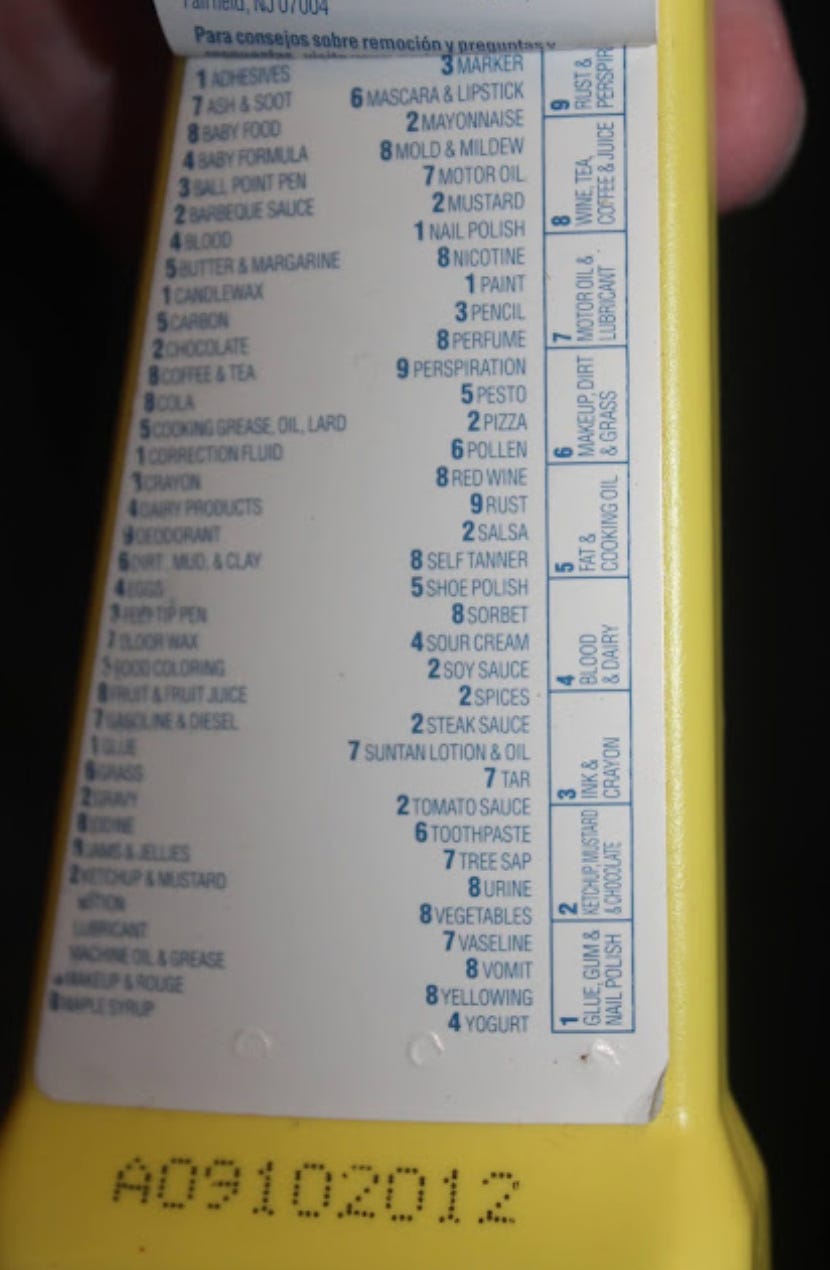 Fairfield, NJ 07004
Para consejos sobre remoción y preguntas y
1 ADHESIVES
7 ASH & SOOT
8 BABY FOOD
4 BABY FORMULA
3 BALL POINT PEN
2 BARBEQUE SAUCE
4 BLOOD
5 BUTTER & MARGARINE
1 CANDLEWAX
5 CARBON
2 CHOCOLATE
8 COFFEE & TEA
8 COLA
5 COOKING GREASE, OIL, LARD
1 CORRECTION FLUID
3 CRAYON
4 DAIRY PRODUCTS
9 DEODORANT
6 DIRT, MUD, & CLAY
4 EGGS
3 FELT TIP PEN
FLOOR WAX
FOOD COLORING
8 FRUIT & FRUIT JUICE
7 GASOLINE & DIESEL
1 GLUE
6 GRASS
2 GRAVY
8 IODINE
JAMS & JELLIES
2 KETCHUP & MUSTARD
LOTION
LUBRICANT
MACHINE OIL & GREASE
MAKEUP & ROUGE
8 MAPLE SYRUP
3 MARKER
6 MASCARA & LIPSTICK
2 MAYONNAISE
8 MOLD & MILDEW
7 MOTOR OIL
2 MUSTARD
1 NAIL POLISH
8 NICOTINE
1 PAINT
3 PENCIL
8 PERFUME
9 PERSPIRATION
5 PESTO
2 PIZZA
6 POLLEN
8 RED WINE
9 RUST
2 SALSA
8 SELF TANNER
5 SHOE POLISH
8 SORBET
4 SOUR CREAM
2 SOY SAUCE
2 SPICES
2 STEAK SAUCE
7 SUNTAN LOTION & OIL
7 TAR
2 TOMATO SAUCE
6 TOOTHPASTE
7 TREE SAP
8 URINE
8 VEGETABLES
7 VASELINE
8 VOMIT
8 YELLOWING
4 YOGURT
1
GLUE, GUM &
NAIL POLISH
2
KETCHUP, MUSTARD
& CHOCOLATE
3
INK &
CRAYON
4
BLOOD
& DAIRY
5
FAT &
COOKING OIL
6
MAKEUP, DIRT
& GRASS
7
MOTOR OIL &
LUBRICANT
8
WINE, TEA,
COFFEE & JUICE
9
RUST &
PERSPIR
A09102012